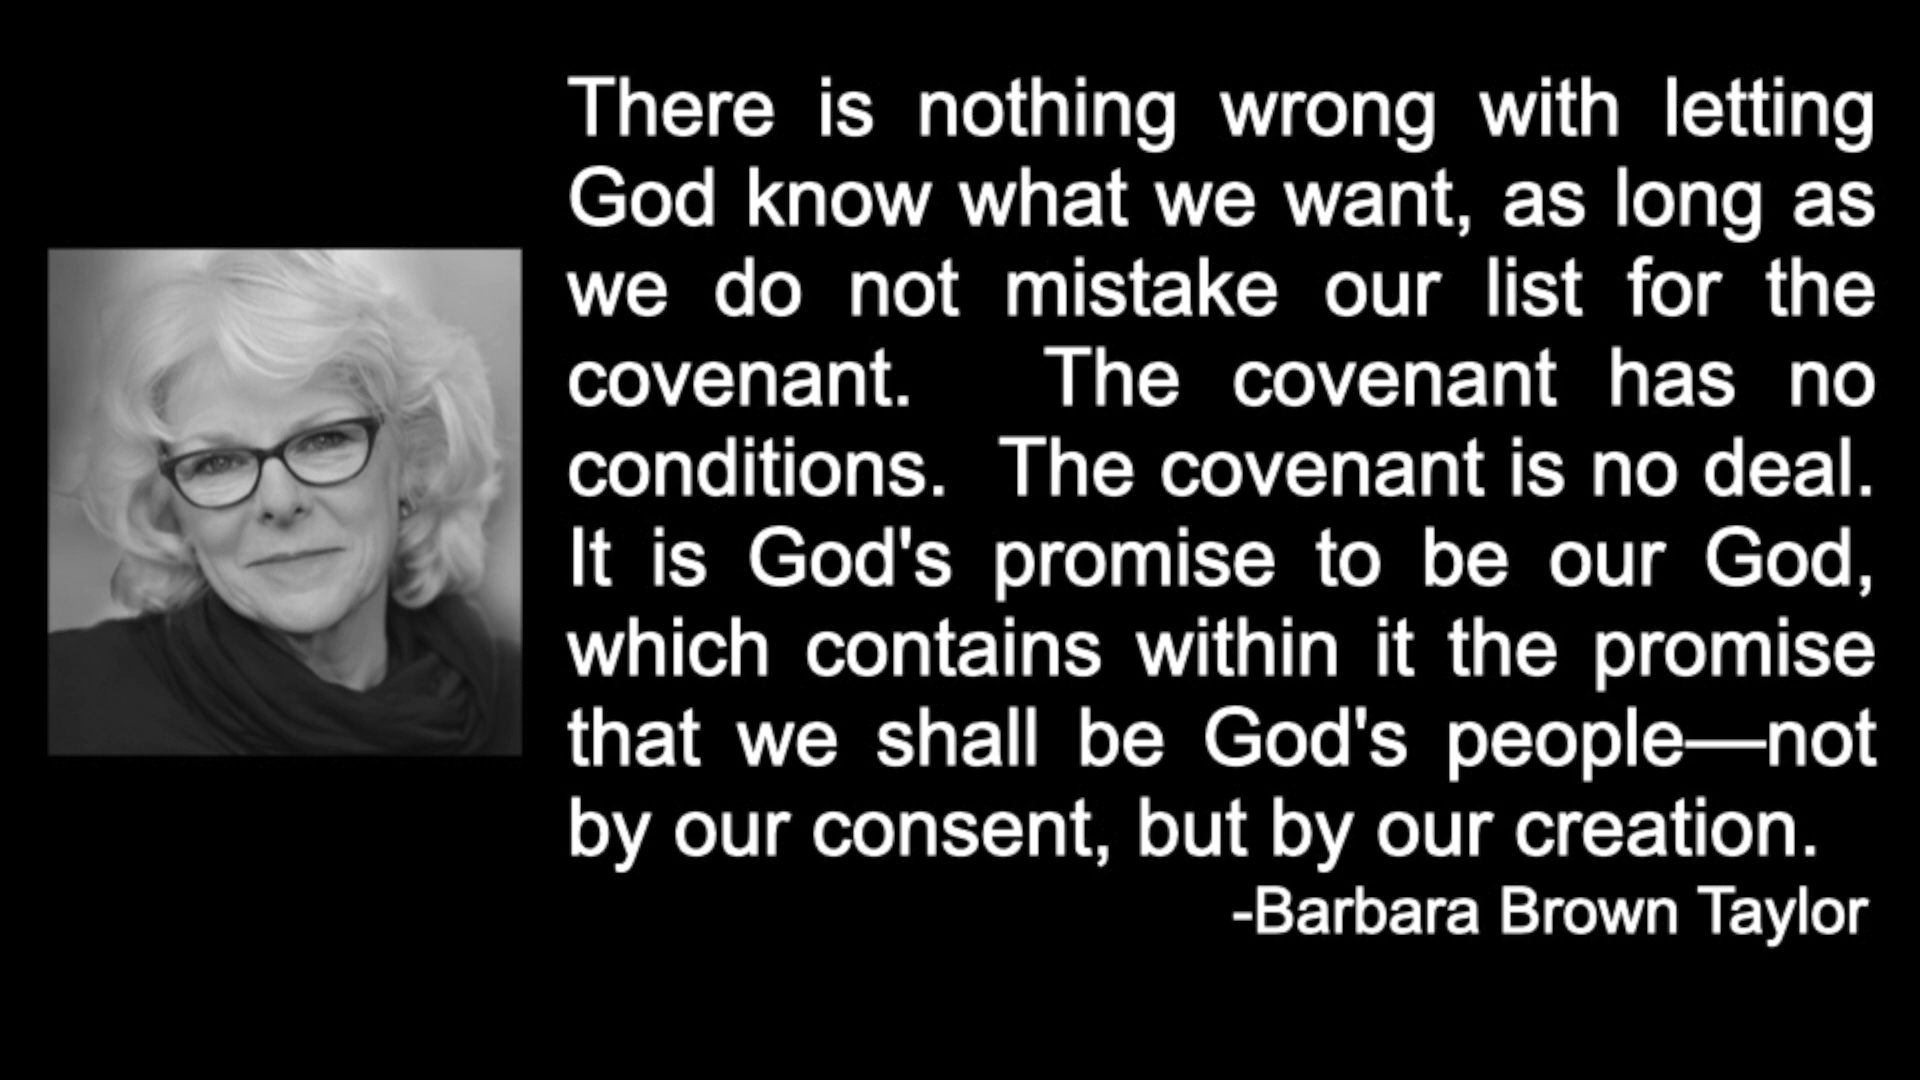 There is nothing wrong with letting
God know what we want, as long as
we do not mistake our list for the
covenant. The covenant has no
conditions. The covenant is no deal.
It is God's promise to be our God,
which contains within it the promise
that we shall be God's people—not
by our consent, but by our creation.
-Barbara Brown Taylor